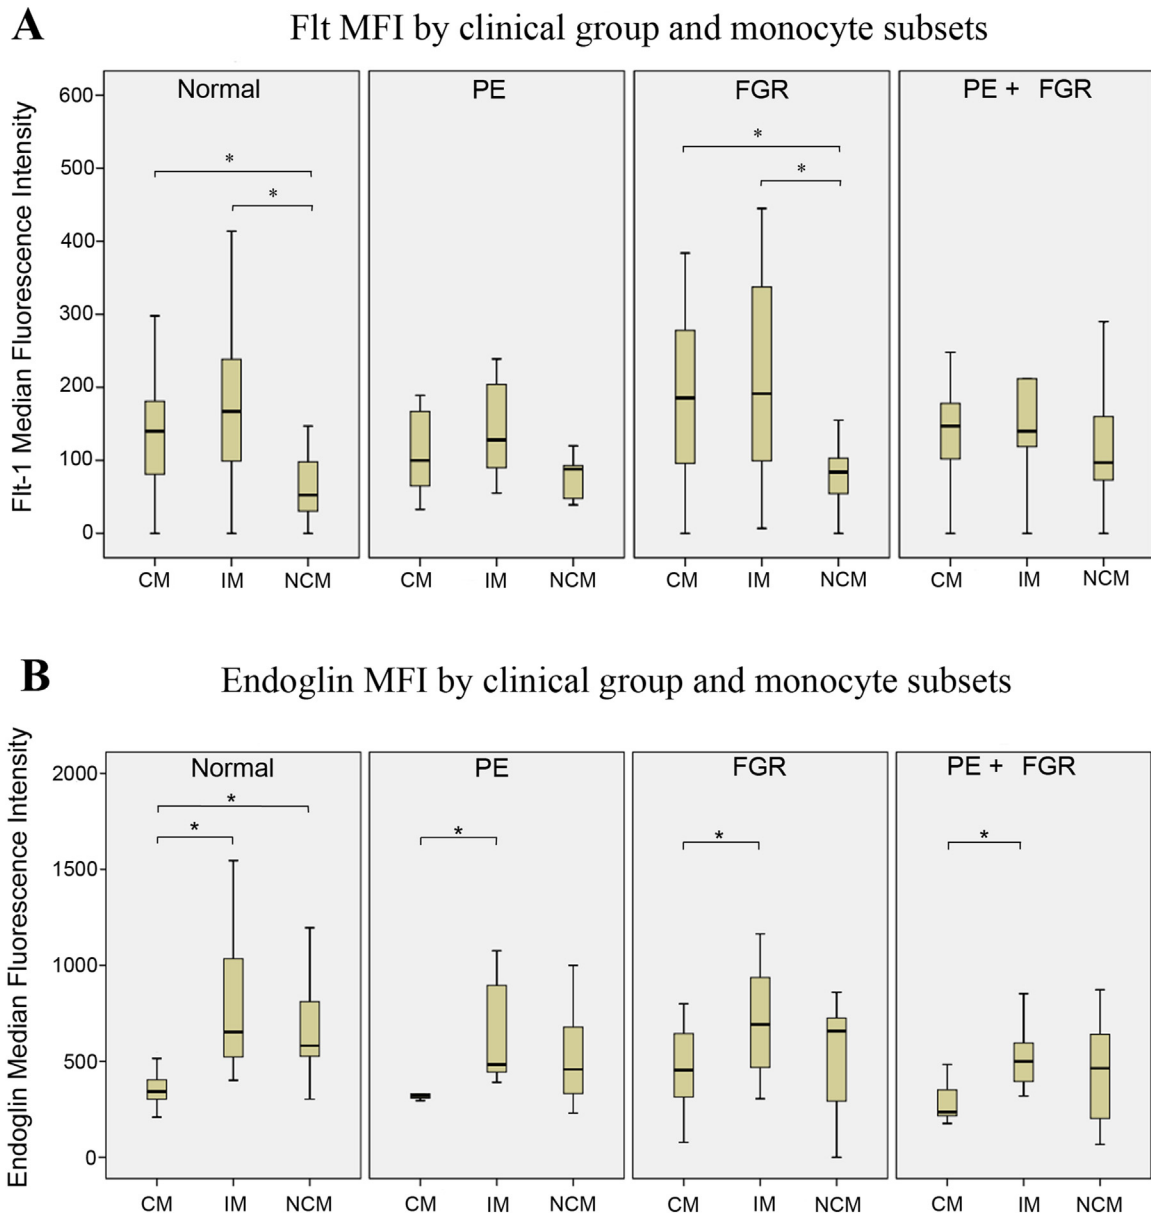 A
Flt MFI by clinical group and monocyte subsets
Flt-1 Median Fluorescence Intensity
600
500
400
300
200
100
0
Normal
*
*
CM IM NCM
PE
CM IM NCM
FGR
*
*
CM IM NCM
PE + FGR
CM IM NCM
B
Endoglin MFI by clinical group and monocyte subsets
Endoglin Median Fluorescence Intensity
2000
1500
1000
500
0
Normal
*
*
CM IM NCM
PE
*
CM IM NCM
FGR
*
CM IM NCM
PE + FGR
*
CM IM NCM